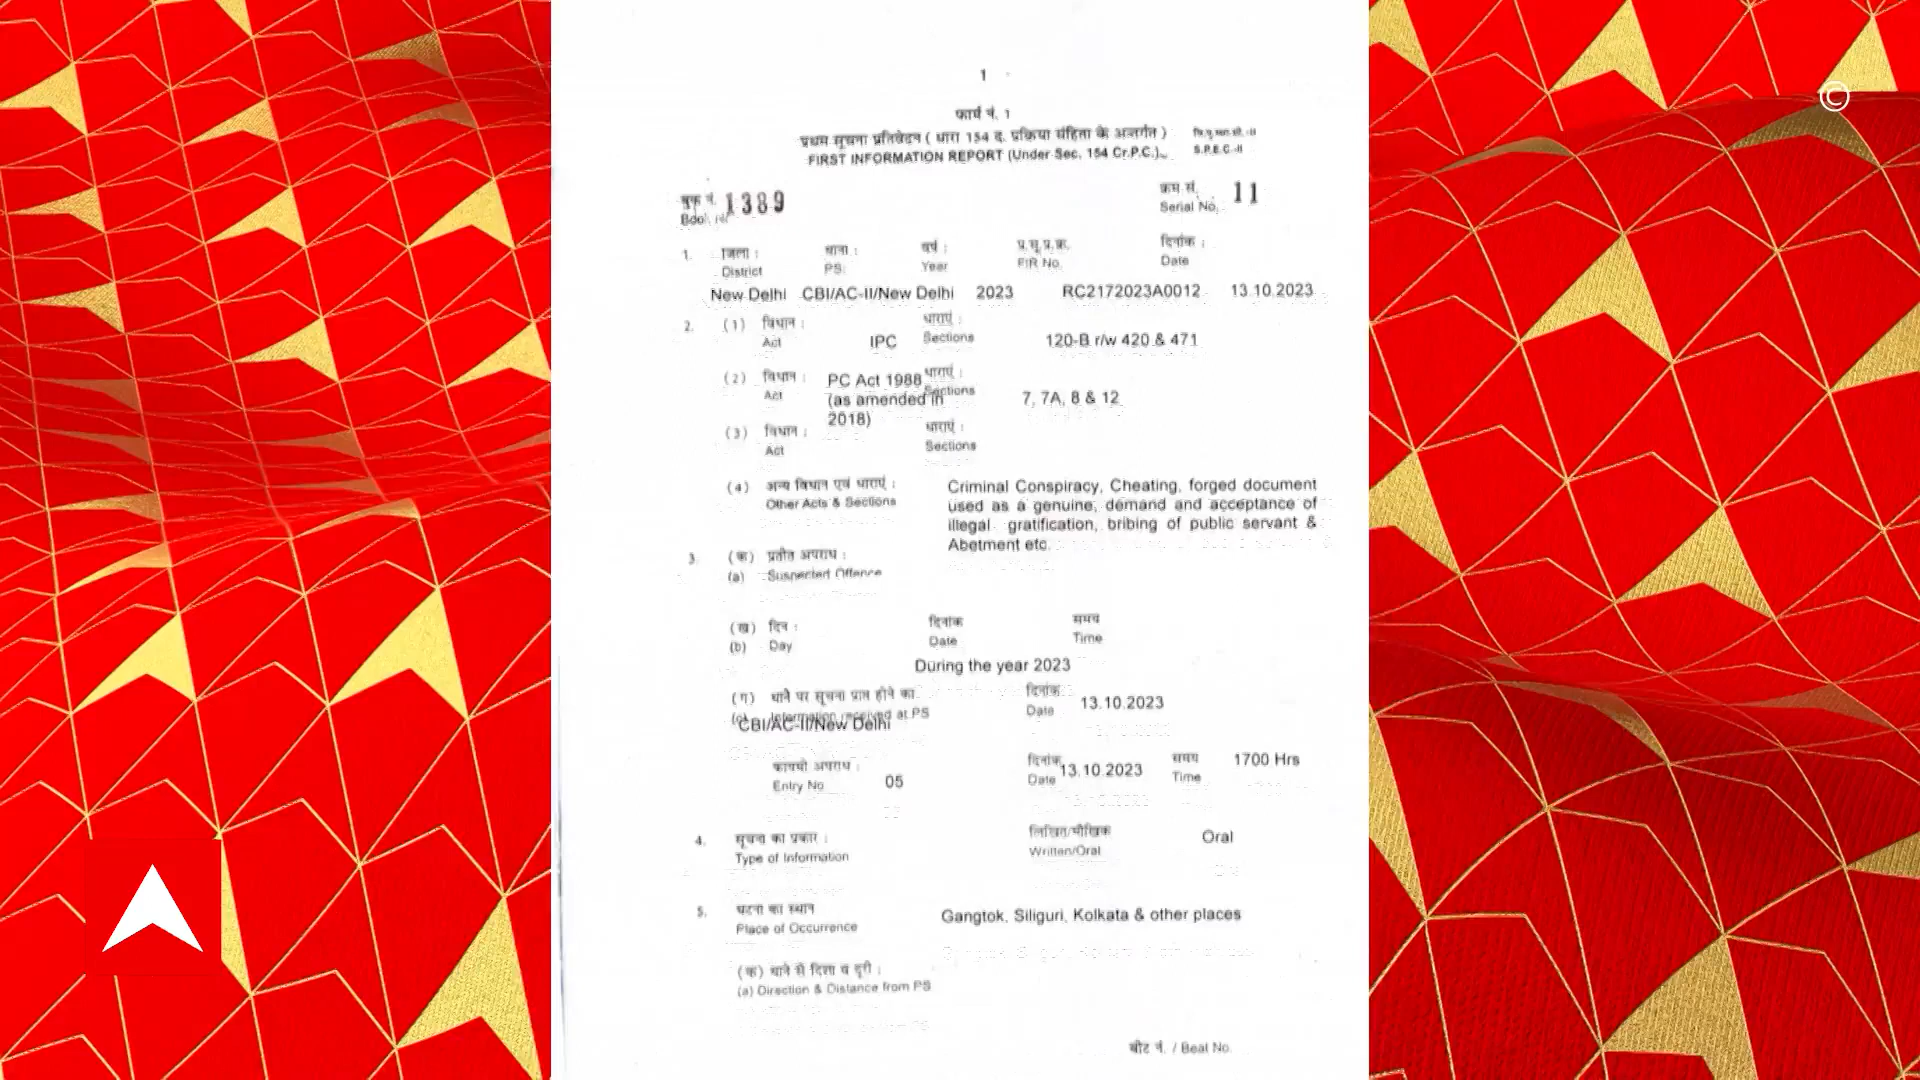 1
©
फार्म नं. 1
प्रथम सूचना प्रतिवेदन ( धारा 154 द. प्रक्रिया संहिता के अन्तर्गत )
FIRST INFORMATION REPORT (Under Sec. 154 Cr.P.C.)
S.P.E.C.-II
बुक नं. 1389
क्रम सं. 11
Serial No.
1. जिला : थाना : वर्ष : प्र.सू.प्र.क्र. दिनांक :
District PS: Year FIR No. Date
New Delhi CBI/AC-II/New Delhi 2023 RC2172023A0012 13.10.2023
2. (1) विधान : धाराएं :
Act IPC Sections 120-B r/w 420 & 471
(2) विधान : PC Act 1988 धाराएं :
Act (as amended in Sections 7, 7A, 8 & 12
2018)
(3) विधान : धाराएं :
Act Sections
(4) अन्य विधान एवं धाराएं : Criminal Conspiracy, Cheating, forged document
Other Acts & Sections used as a genuine, demand and acceptance of
illegal gratification, bribing of public servant &
Abetment etc.
3. (क) प्रतीत अपराध :
(a) Suspected Offence
(ख) दिन : दिनांक समय
(b) Day Date Time
During the year 2023
(ग) थाने पर सूचना प्राप्त होने का दिनांक 13.10.2023
(c) Information received at PS Date
CBI/AC-II/New Delhi
कायमी अपराध : दिनांक समय 1700 Hrs
Entry No 05 Date 13.10.2023 Time
4. सूचना का प्रकार : लिखित/मौखिक Oral
Type of Information Written/Oral
5. घटना का स्थान Gangtok, Siliguri, Kolkata & other places
Place of Occurrence
(क) थाने से दिशा व दूरी :
(a) Direction & Distance from PS
बीट नं. / Beat No.